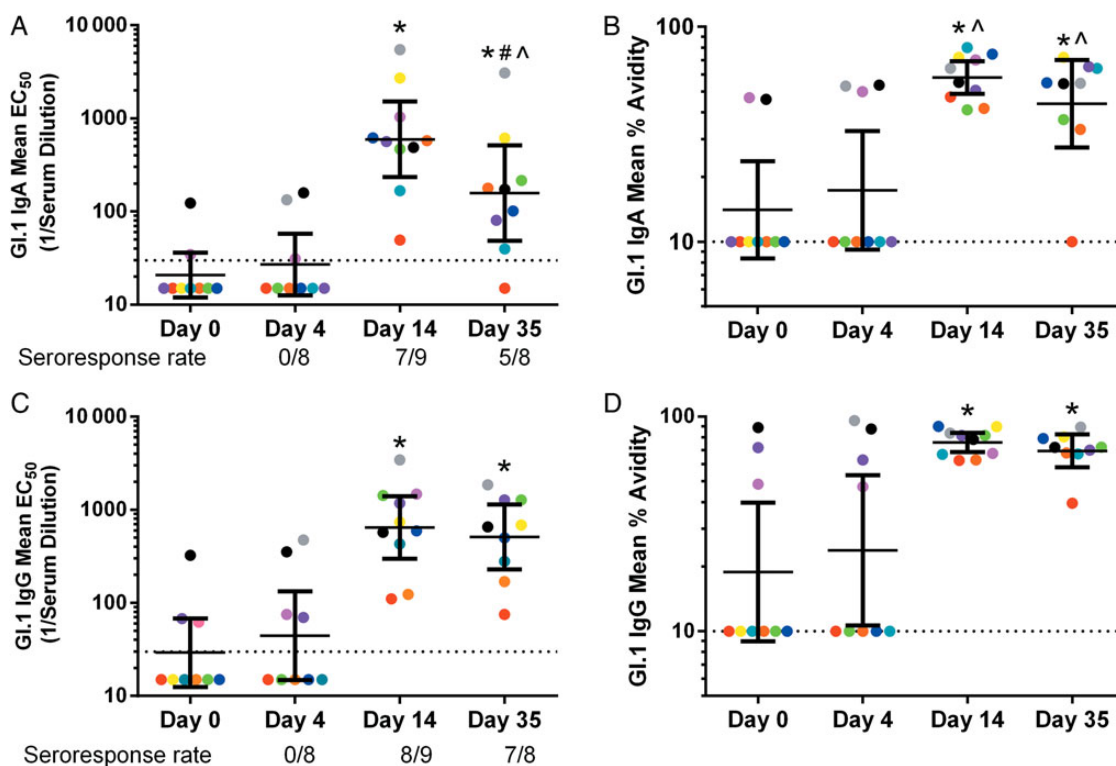 A
GI.1 IgA Mean EC50
(1/Serum Dilution)
10 000
1000
100
10
*
* # ^
Day 0 Day 4 Day 14 Day 35
Seroresponse rate 0/8 7/9 5/8
B
GI.1 IgA Mean % Avidity
100
10
* ^
* ^
Day 0 Day 4 Day 14 Day 35
C
GI.1 IgG Mean EC50
(1/Serum Dilution)
10 000
1000
100
10
*
*
Day 0 Day 4 Day 14 Day 35
Seroresponse rate 0/8 8/9 7/8
D
GI.1 IgG Mean % Avidity
100
10
*
*
Day 0 Day 4 Day 14 Day 35